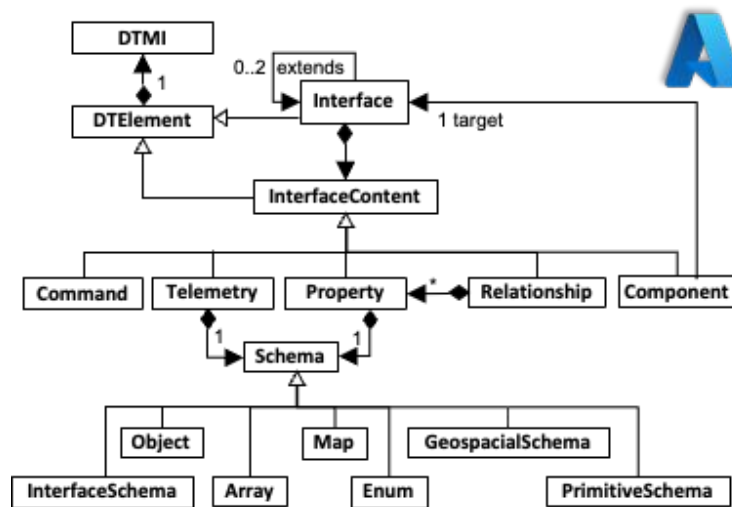 DTMI
0..2 extends
1
Interface
DTElement
1 target
InterfaceContent
Command
Telemetry
Property
*
Relationship
Component
1
1
Schema
Object
Map
GeospacialSchema
InterfaceSchema
Array
Enum
PrimitiveSchema